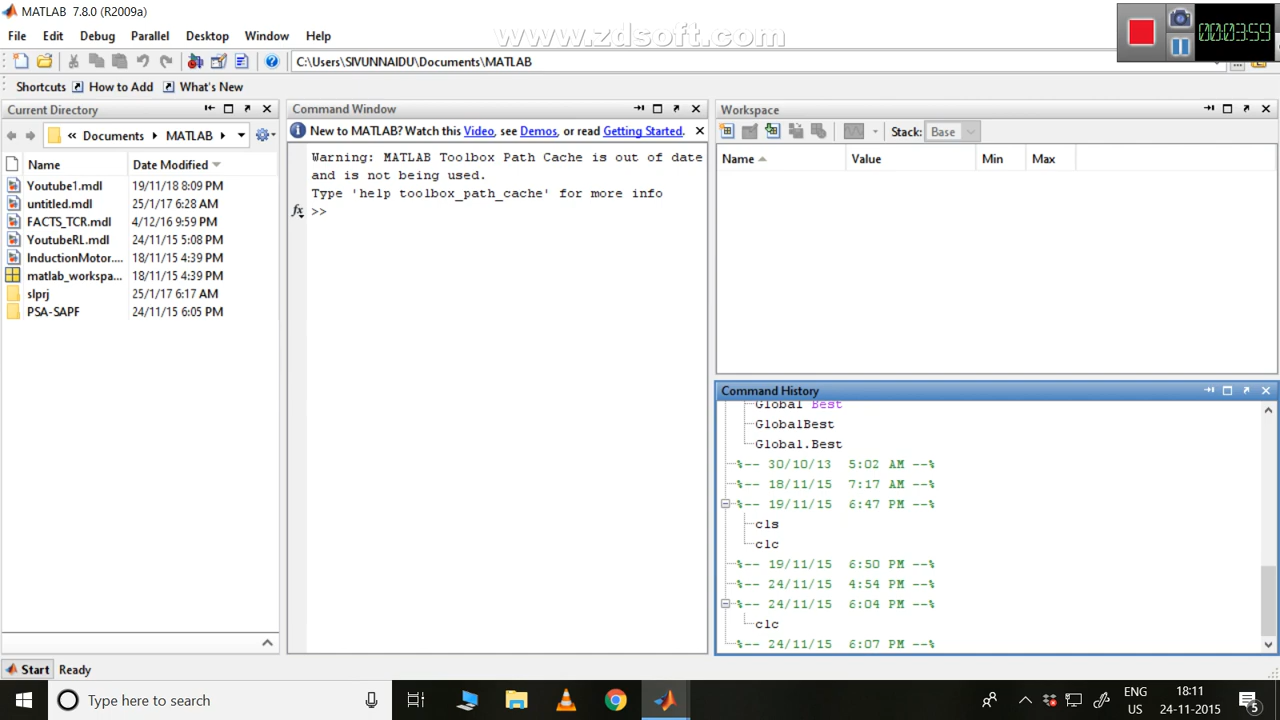 MATLAB 7.8.0 (R2009a)
File Edit Debug Parallel Desktop Window Help
www.zdsoft.com
00:03:59
C:\Users\SIVUNNAIDU\Documents\MATLAB
Shortcuts How to Add What's New
Current Directory
« Documents MATLAB
Name Date Modified
Youtube1.mdl 19/11/18 8:09 PM
untitled.mdl 25/1/17 6:28 AM
FACTS_TCR.mdl 4/12/16 9:59 PM
YoutubeRL.mdl 24/11/15 5:08 PM
InductionMotor.... 18/11/15 4:39 PM
matlab_workspa... 18/11/15 4:39 PM
slprj 25/1/17 6:17 AM
PSA-SAPF 24/11/15 6:05 PM
Command Window
New to MATLAB? Watch this Video, see Demos, or read Getting Started.
Warning: MATLAB Toolbox Path Cache is out of date
and is not being used.
Type 'help toolbox_path_cache' for more info
fx >>
Workspace
Stack: Base
Name Value Min Max
Command History
Global Best
GlobalBest
Global.Best
%-- 30/10/13 5:02 AM --%
%-- 18/11/15 7:17 AM --%
%-- 19/11/15 6:47 PM --%
cls
clc
%-- 19/11/15 6:50 PM --%
%-- 24/11/15 4:54 PM --%
%-- 24/11/15 6:04 PM --%
clc
%-- 24/11/15 6:07 PM --%
Start Ready
Type here to search
ENG
US
18:11
24-11-2015
5